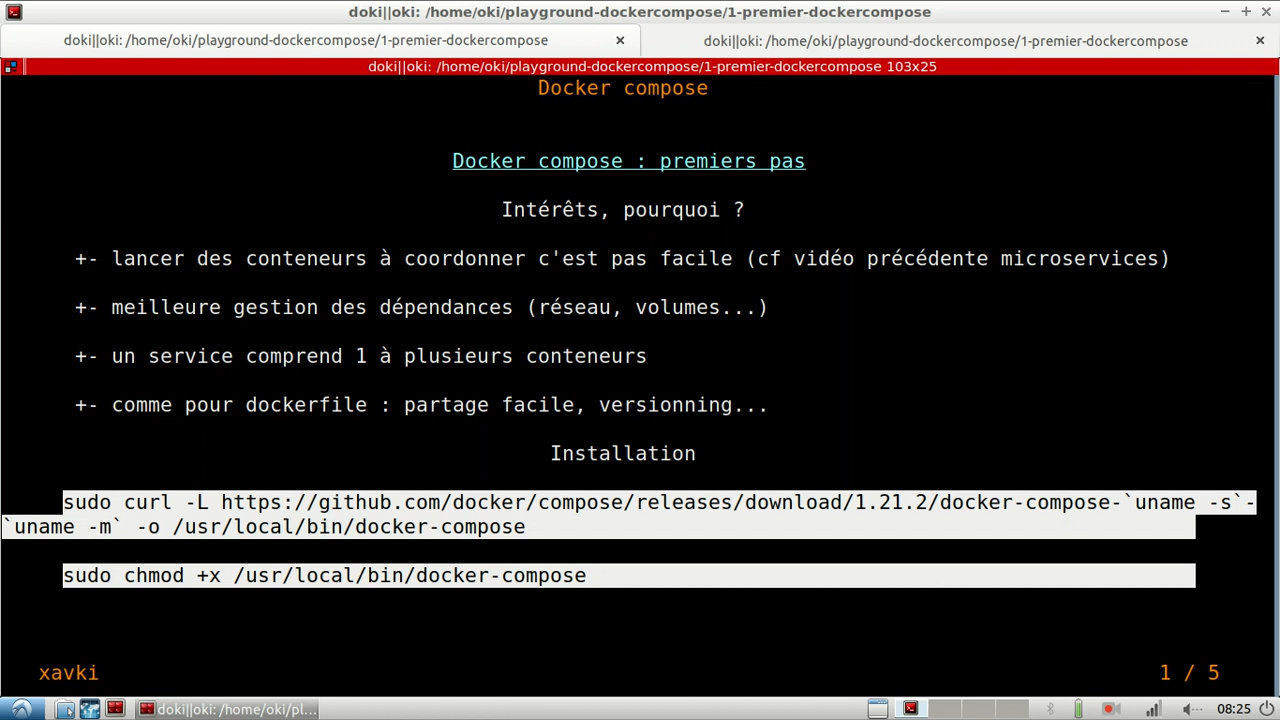 doki||oki: /home/oki/playground-dockercompose/1-premier-dockercompose
doki||oki: /home/oki/playground-dockercompose/1-premier-dockercompose
doki||oki: /home/oki/playground-dockercompose/1-premier-dockercompose
doki||oki: /home/oki/playground-dockercompose/1-premier-dockercompose 103x25
Docker compose
Docker compose : premiers pas
Intérêts, pourquoi ?
+- lancer des conteneurs à coordonner c'est pas facile (cf vidéo précédente microservices)
+- meilleure gestion des dépendances (réseau, volumes...)
+- un service comprend 1 à plusieurs conteneurs
+- comme pour dockerfile : partage facile, versionning...
Installation
sudo curl -L https://github.com/docker/compose/releases/download/1.21.2/docker-compose-`uname -s`-
`uname -m` -o /usr/local/bin/docker-compose
sudo chmod +x /usr/local/bin/docker-compose
xavki
1 / 5
doki||oki: /home/oki/pl...
08:25